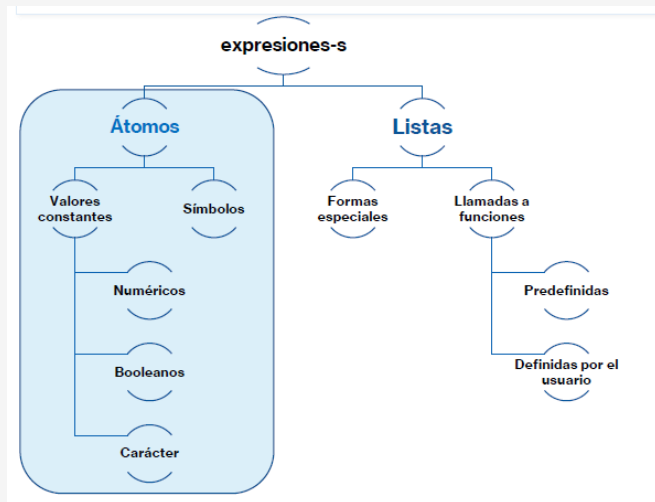 expresiones-s
Átomos
Listas
Valores
constantes
Símbolos
Formas
especiales
Llamadas a
funciones
Numéricos
Predefinidas
Booleanos
Definidas por el
usuario
Carácter